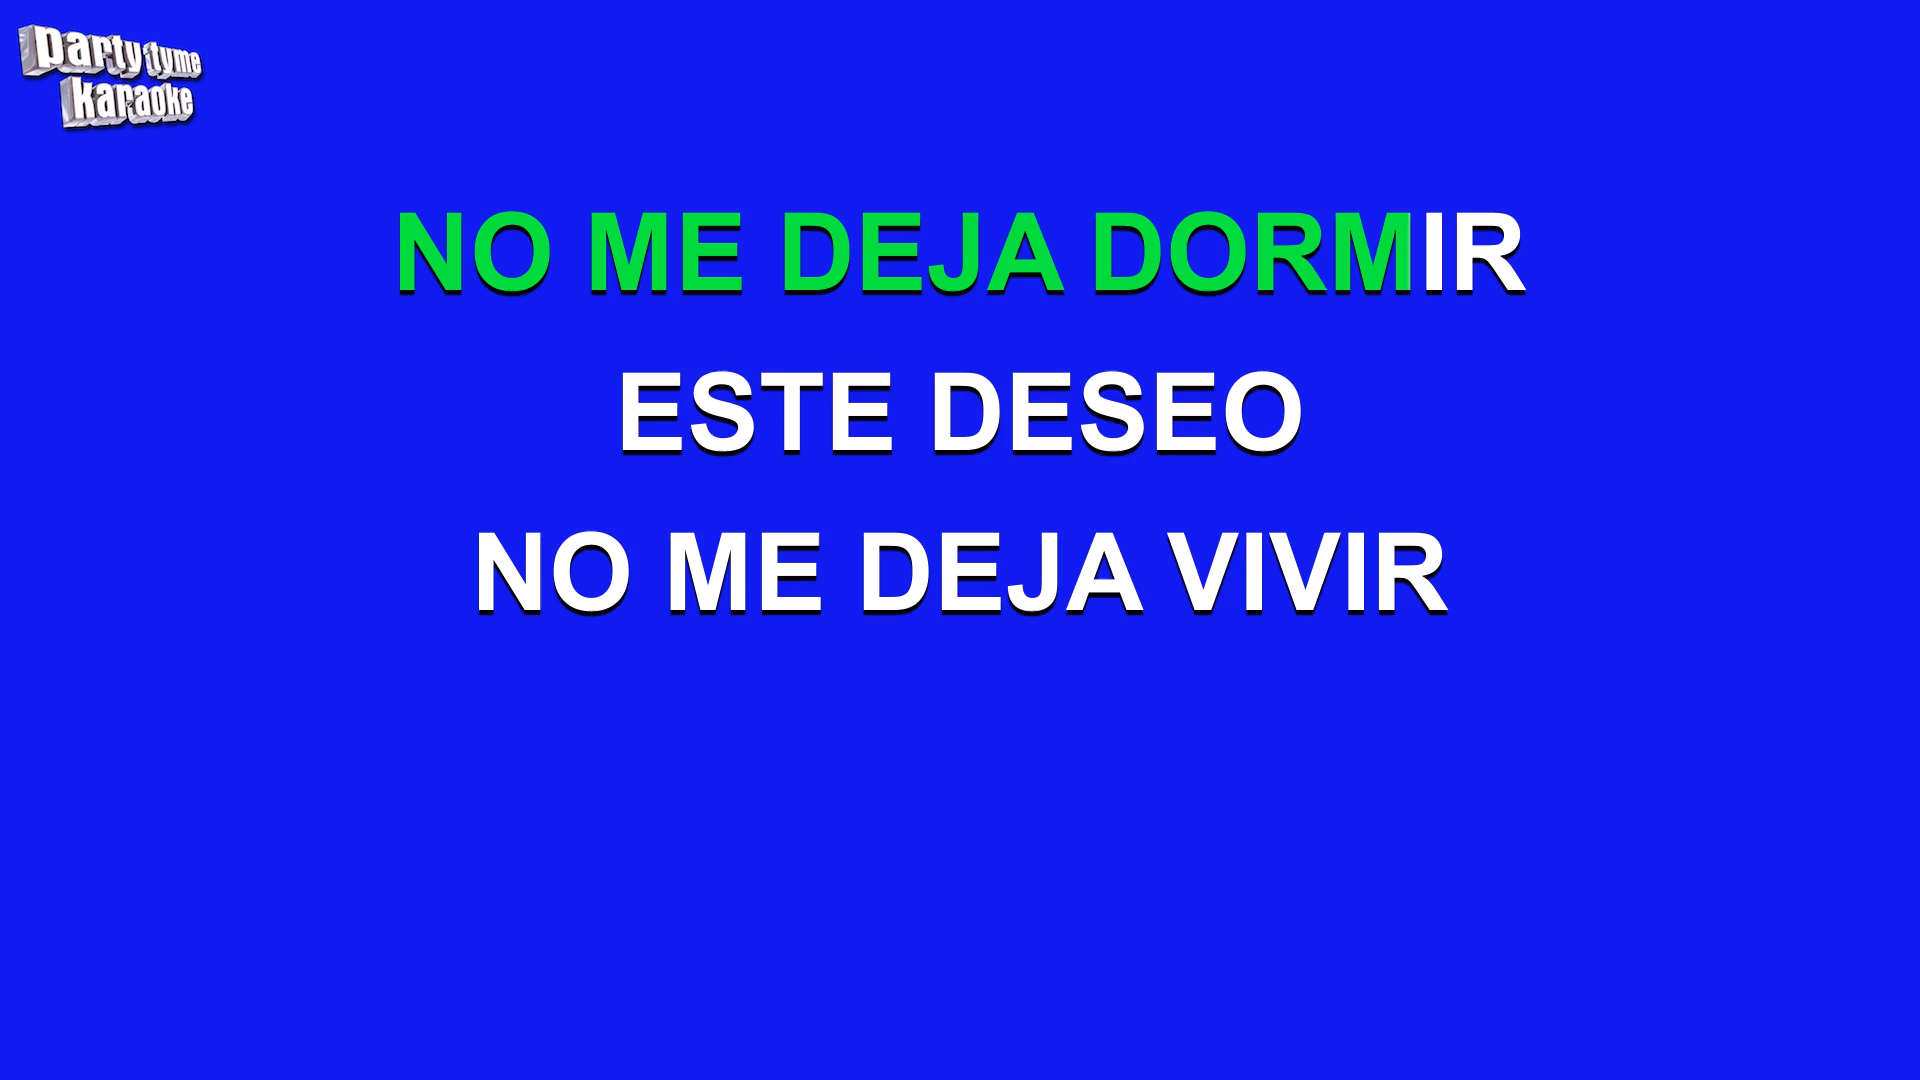 party tyme
karaoke
NO ME DEJA DORMIR
ESTE DESEO
NO ME DEJA VIVIR